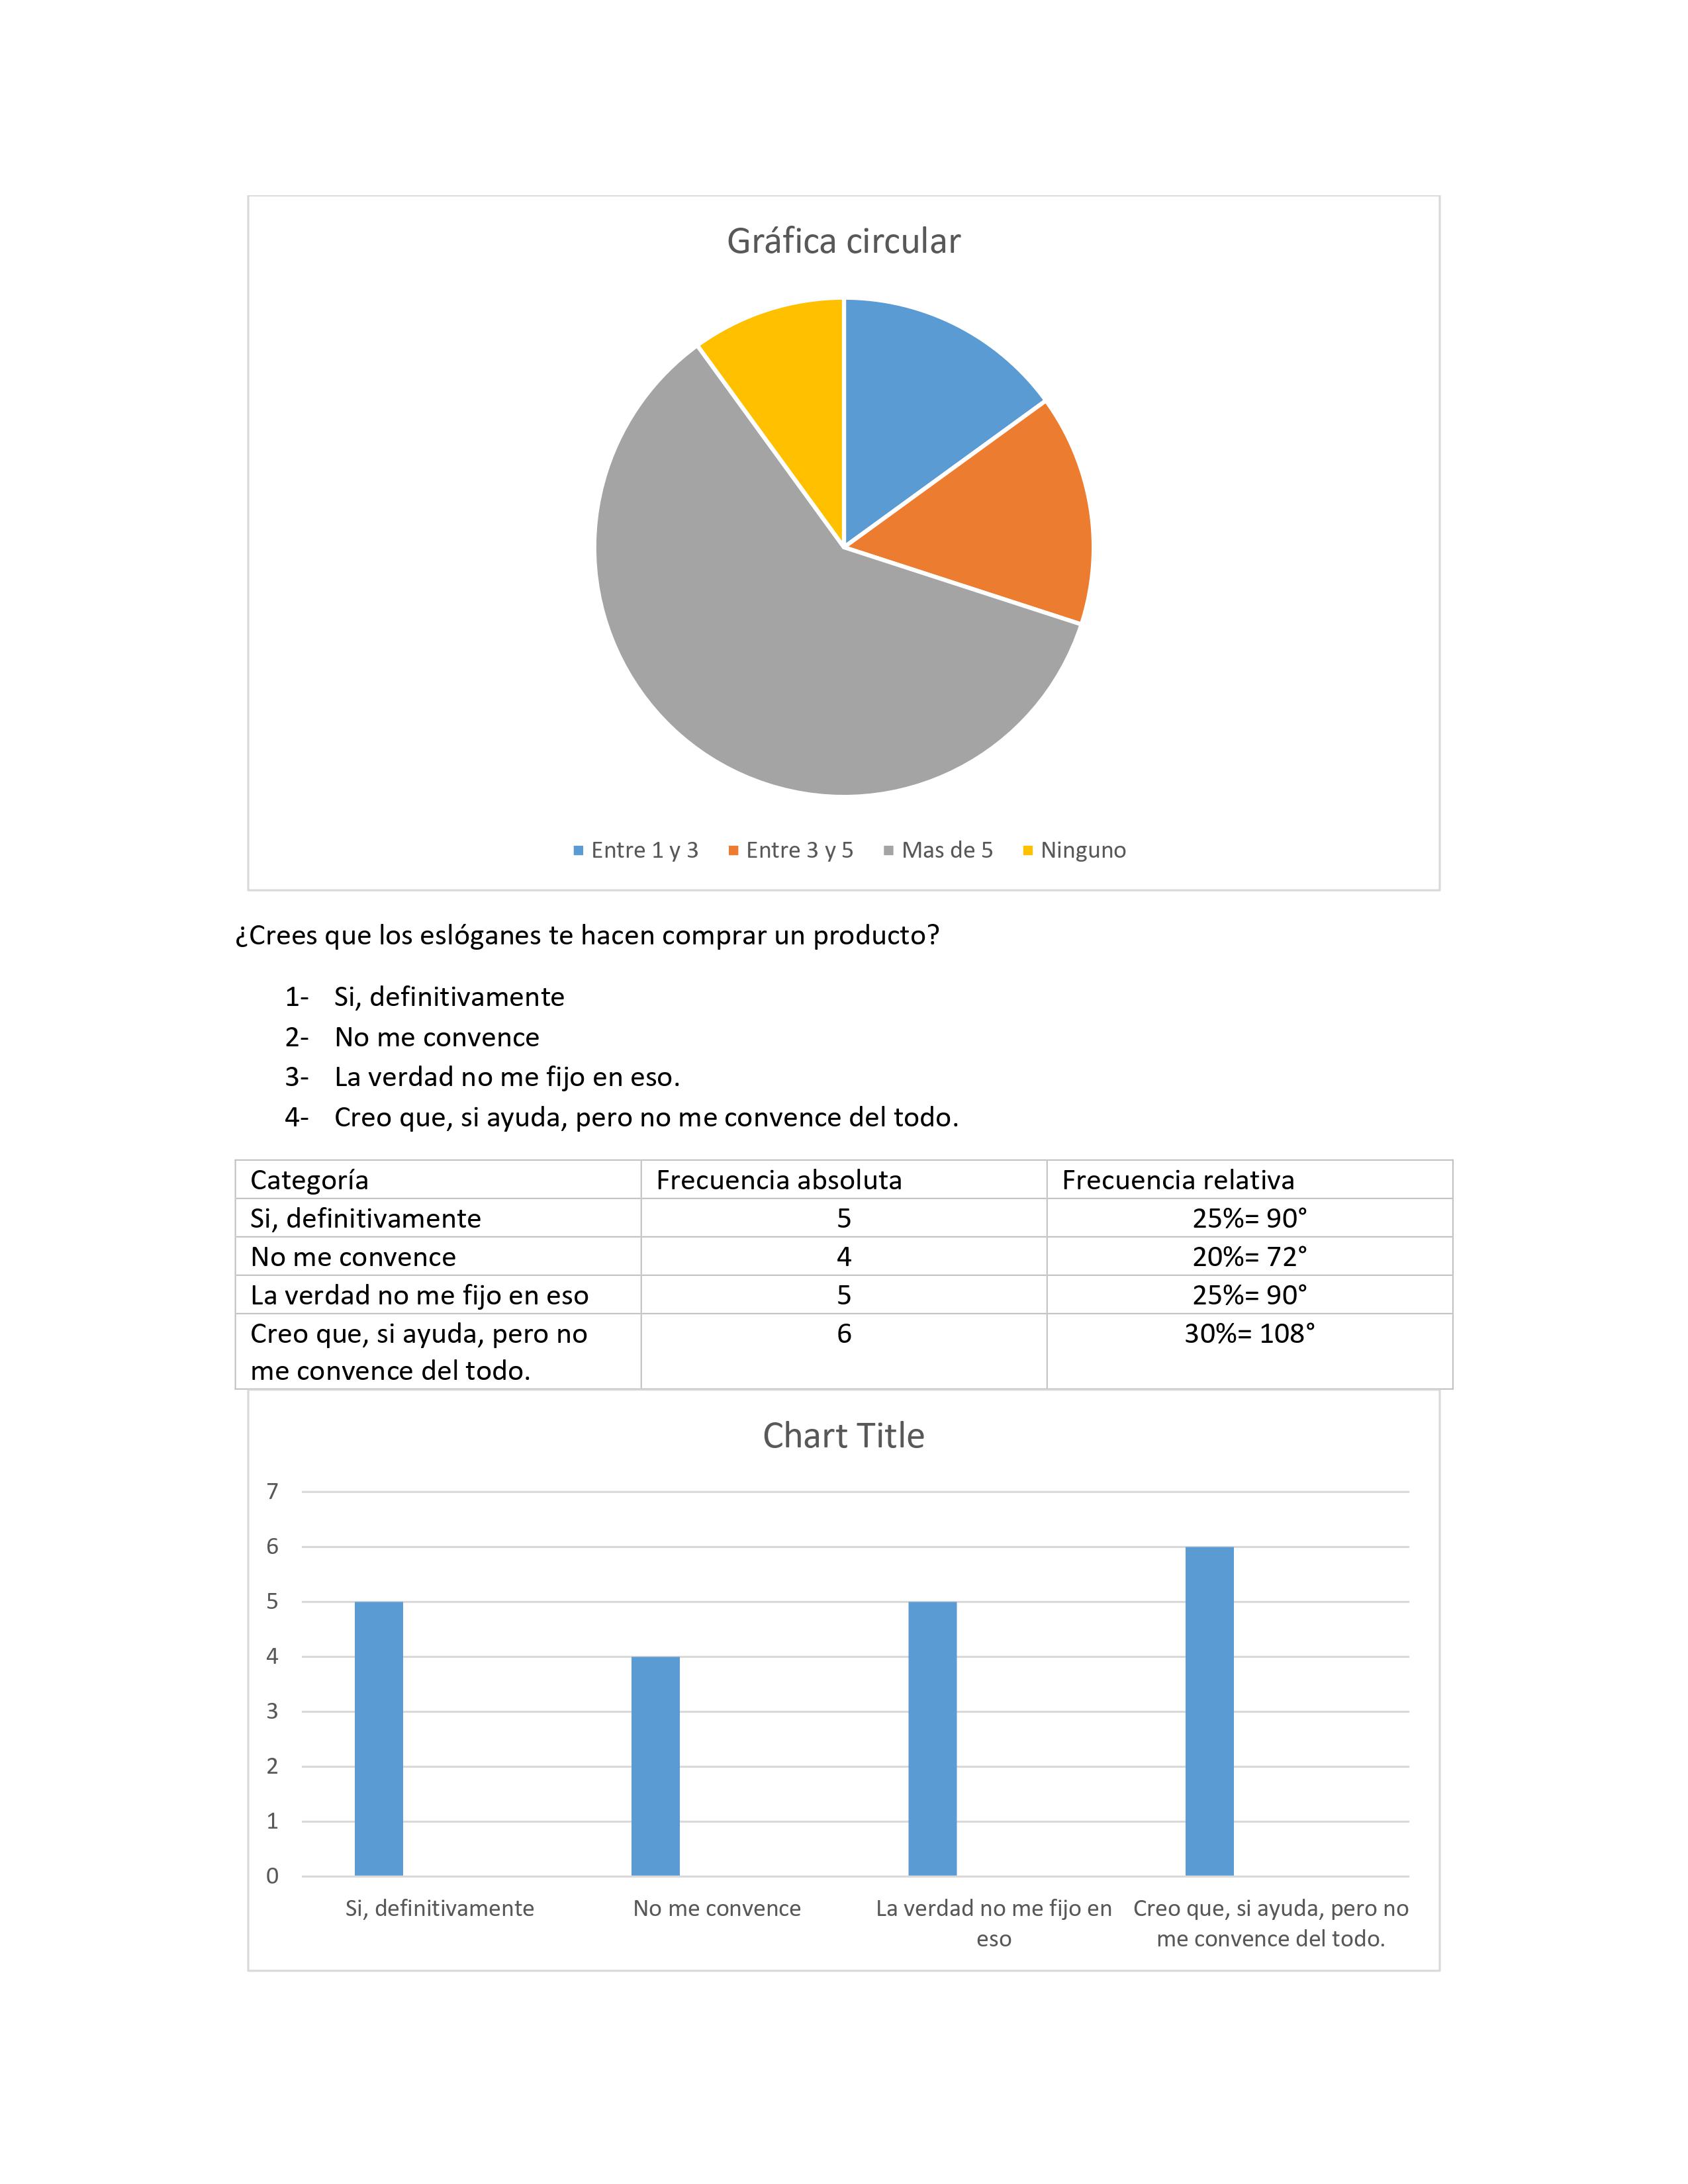 Gráfica circular
Entre 1 y 3 Entre 3 y 5 Mas de 5 Ninguno
¿Crees que los eslóganes te hacen comprar un producto?
1- Si, definitivamente
2- No me convence
3- La verdad no me fijo en eso.
4- Creo que, si ayuda, pero no me convence del todo.
Categoría Frecuencia absoluta Frecuencia relativa
Si, definitivamente 5 25%= 90°
No me convence 4 20%= 72°
La verdad no me fijo en eso 5 25%= 90°
Creo que, si ayuda, pero no 6 30%= 108°
me convence del todo.
Chart Title
7
6
5
4
3
2
1
0
Si, definitivamente No me convence La verdad no me fijo en Creo que, si ayuda, pero no
eso me convence del todo.